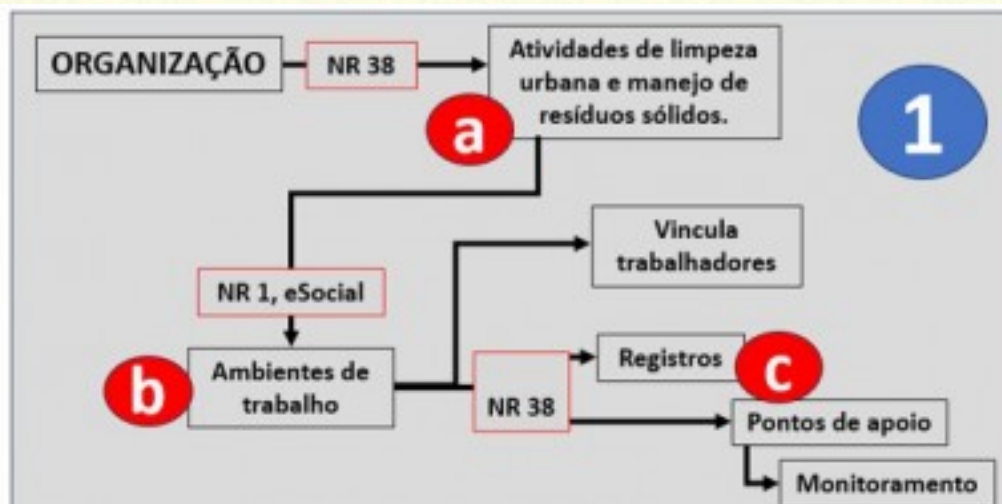 ORGANIZAÇÃO
NR 38
Atividades de limpeza
urbana e manejo de
resíduos sólidos.
a
1
Vincula
trabalhadores
NR 1, eSocial
b
Ambientes de
trabalho
NR 38
Registros
c
Pontos de apoio
Monitoramento